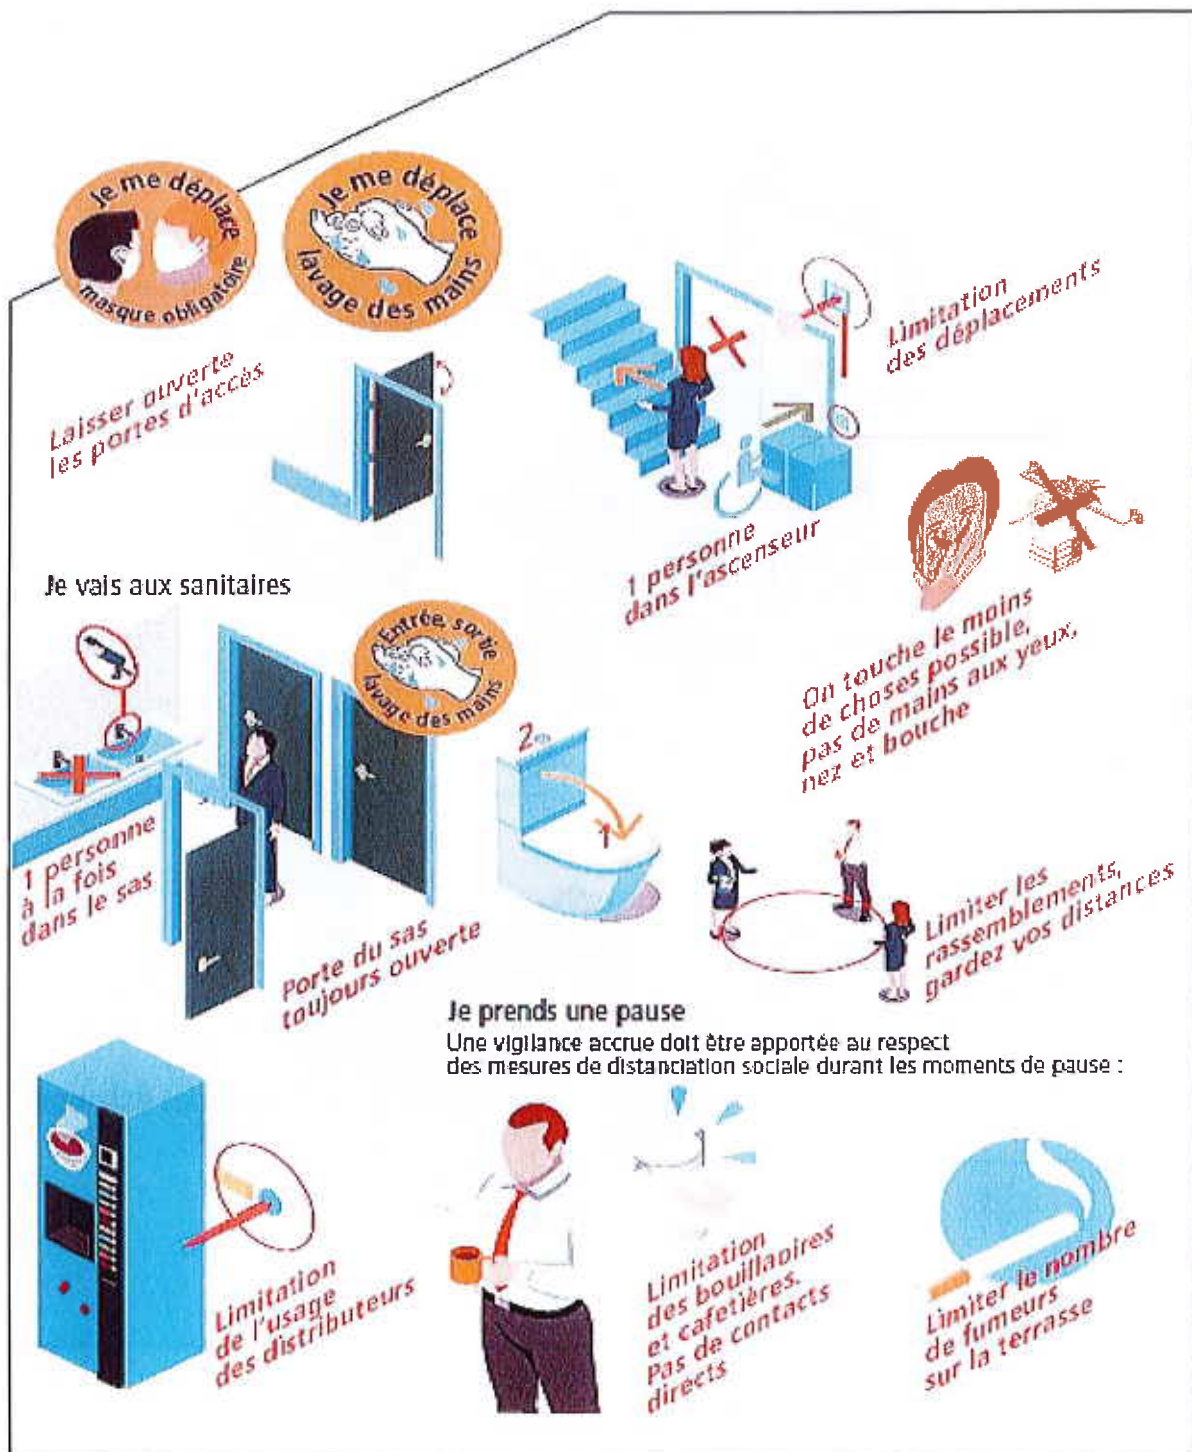 Je me déplace
masque obligatoire
Je me déplace
lavage des mains
Limitation
des déplacements
Laisser ouverte
les portes d'accès
1 personne
dans l'ascenseur
On touche le moins
de choses possible,
pas de mains aux yeux,
nez et bouche
Je vais aux sanitaires
Entrée, sortie
lavage des mains
2
1
1 personne
à la fois
dans le sas
Porte du sas
toujours ouverte
Limiter les
rassemblements,
gardez vos distances
Je prends une pause
Une vigilance accrue doit être apportée au respect
des mesures de distanciation sociale durant les moments de pause :
Limitation
de l'usage
des distributeurs
Limitation
des bouillapires
et cafetières.
Pas de contacts
directs
Limiter le nombre
de fumeurs
sur la terrasse